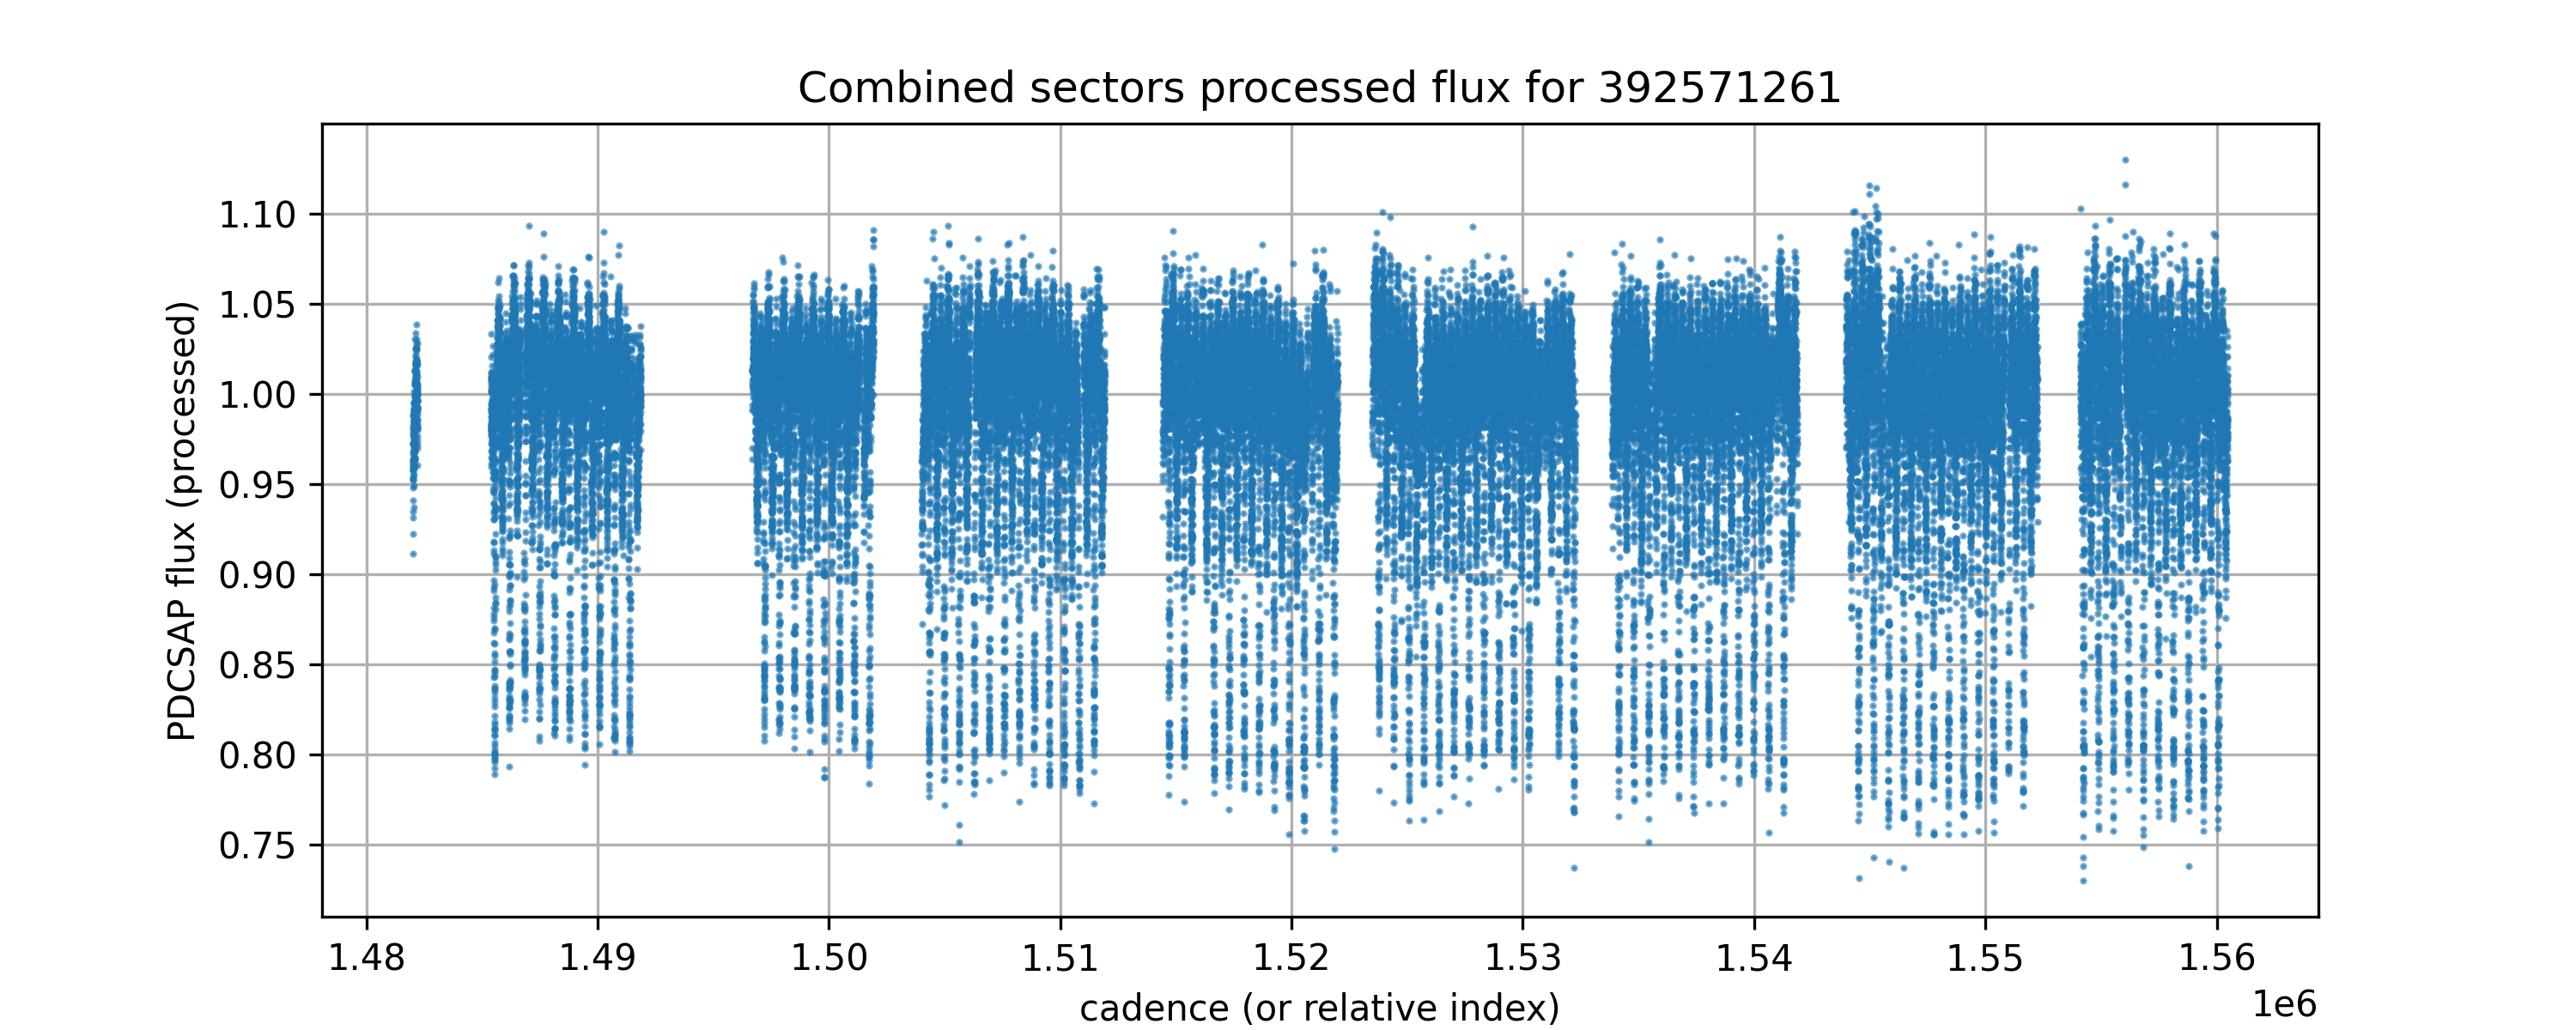 Combined sectors processed flux for 392571261
PDCSAP flux (processed)
1.10
1.05
1.00
0.95
0.90
0.85
0.80
0.75
1.48 1.49 1.50 1.51 1.52 1.53 1.54 1.55 1.56
1e6
cadence (or relative index)